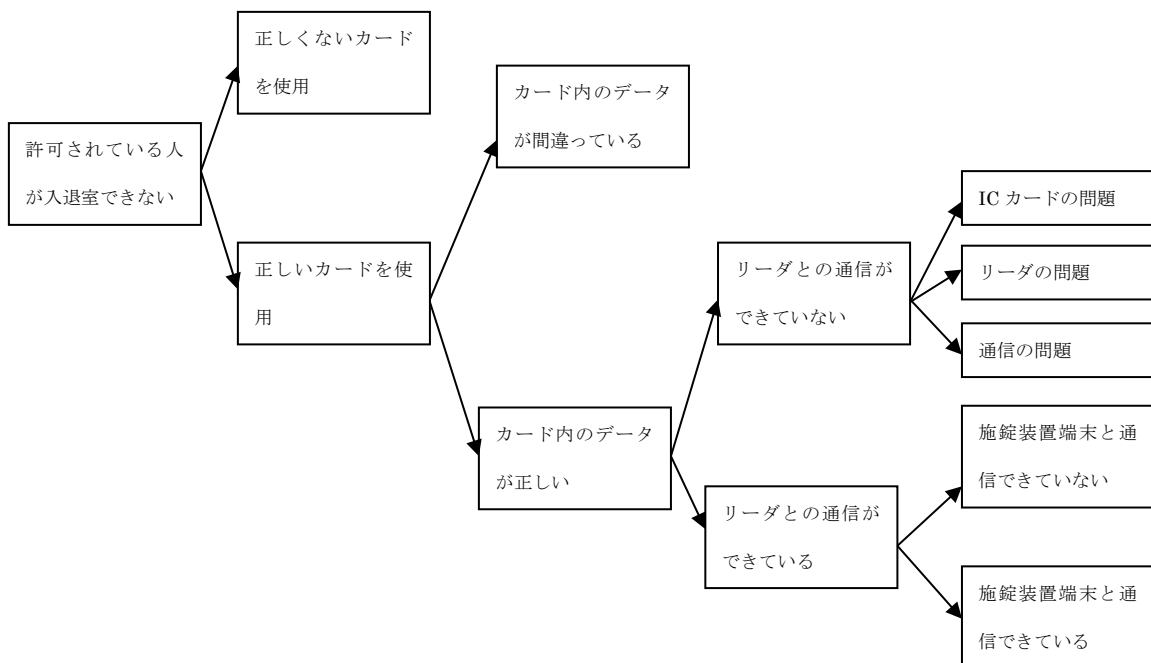 正しくないカード
を使用
カード内のデータ
が間違っている
許可されている人
が入退室できない
IC カードの問題
正しいカードを使
用
リーダとの通信が
できていない
リーダの問題
通信の問題
カード内のデータ
が正しい
施錠装置端末と通
信できていない
リーダとの通信が
できている
施錠装置端末と通
信できている